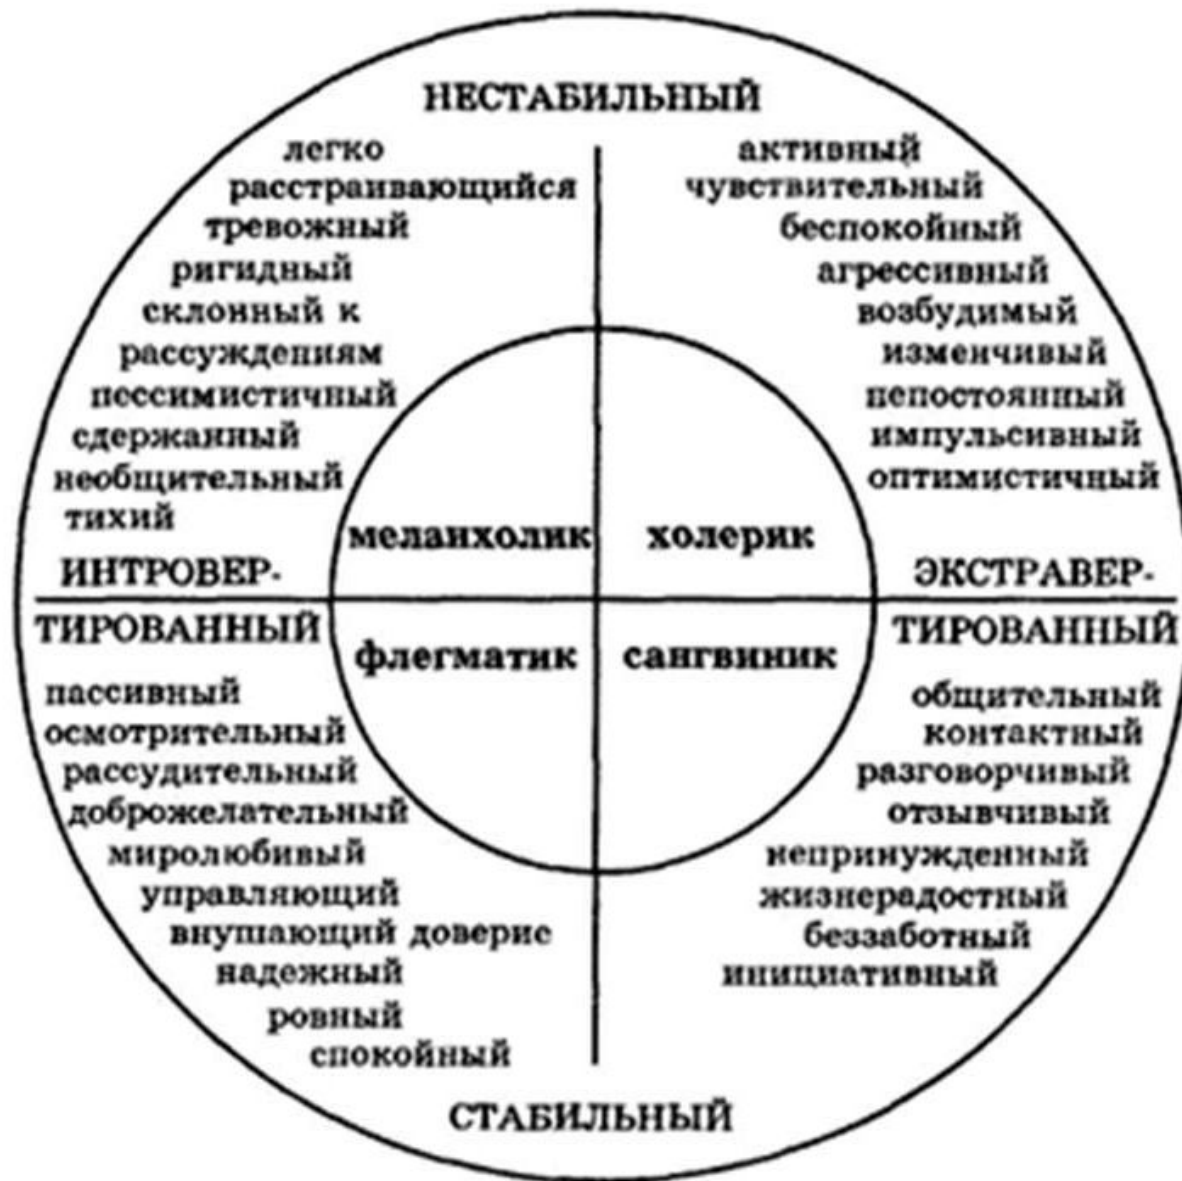 НЕСТАБИЛЬНЫЙ
легко
расстраивающийся
тревожный
ригидный
склонный к
рассуждениям
пессимистичный
сдержанный
необщительный
тихий
активный
чувствительный
беспокойный
агрессивный
возбудимый
изменчивый
непостоянный
импульсивный
оптимистичный
меланхолик
холерик
ИНТРОВЕР-
ТИРОВАННЫЙ
ЭКСТРАВЕР-
ТИРОВАННЫЙ
флегматик
сангвиник
пассивный
осмотрительный
рассудительный
доброжелательный
миролюбивый
управляющий
внушающий доверие
надежный
ровный
спокойный
общительный
контактный
разговорчивый
отзывчивый
непринужденный
жизнерадостный
беззаботный
инициативный
СТАБИЛЬНЫЙ